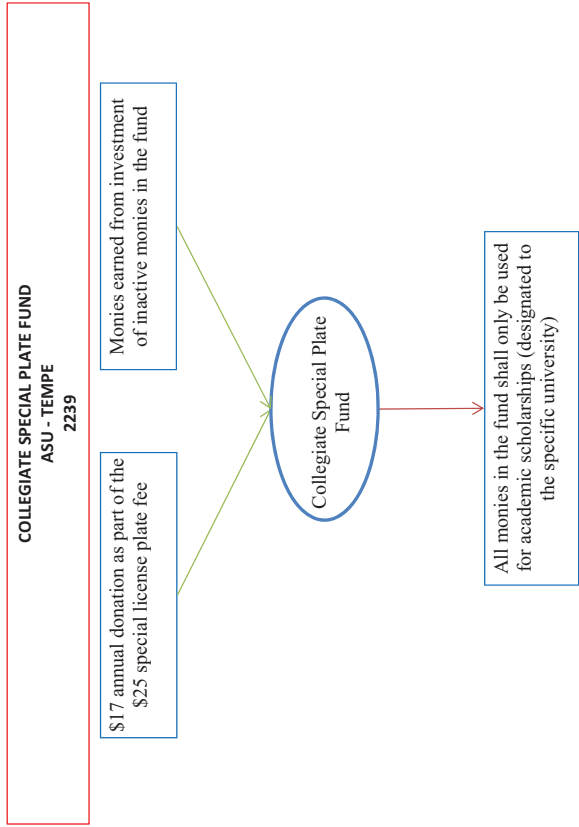 COLLEGIATE SPECIAL PLATE FUND
ASU - TEMPE
2239
$17 annual donation as part of the
$25 special license plate fee
Monies earned from investment
of inactive monies in the fund
Collegiate Special Plate
Fund
All monies in the fund shall only be used
for academic scholarships (designated to
the specific university)